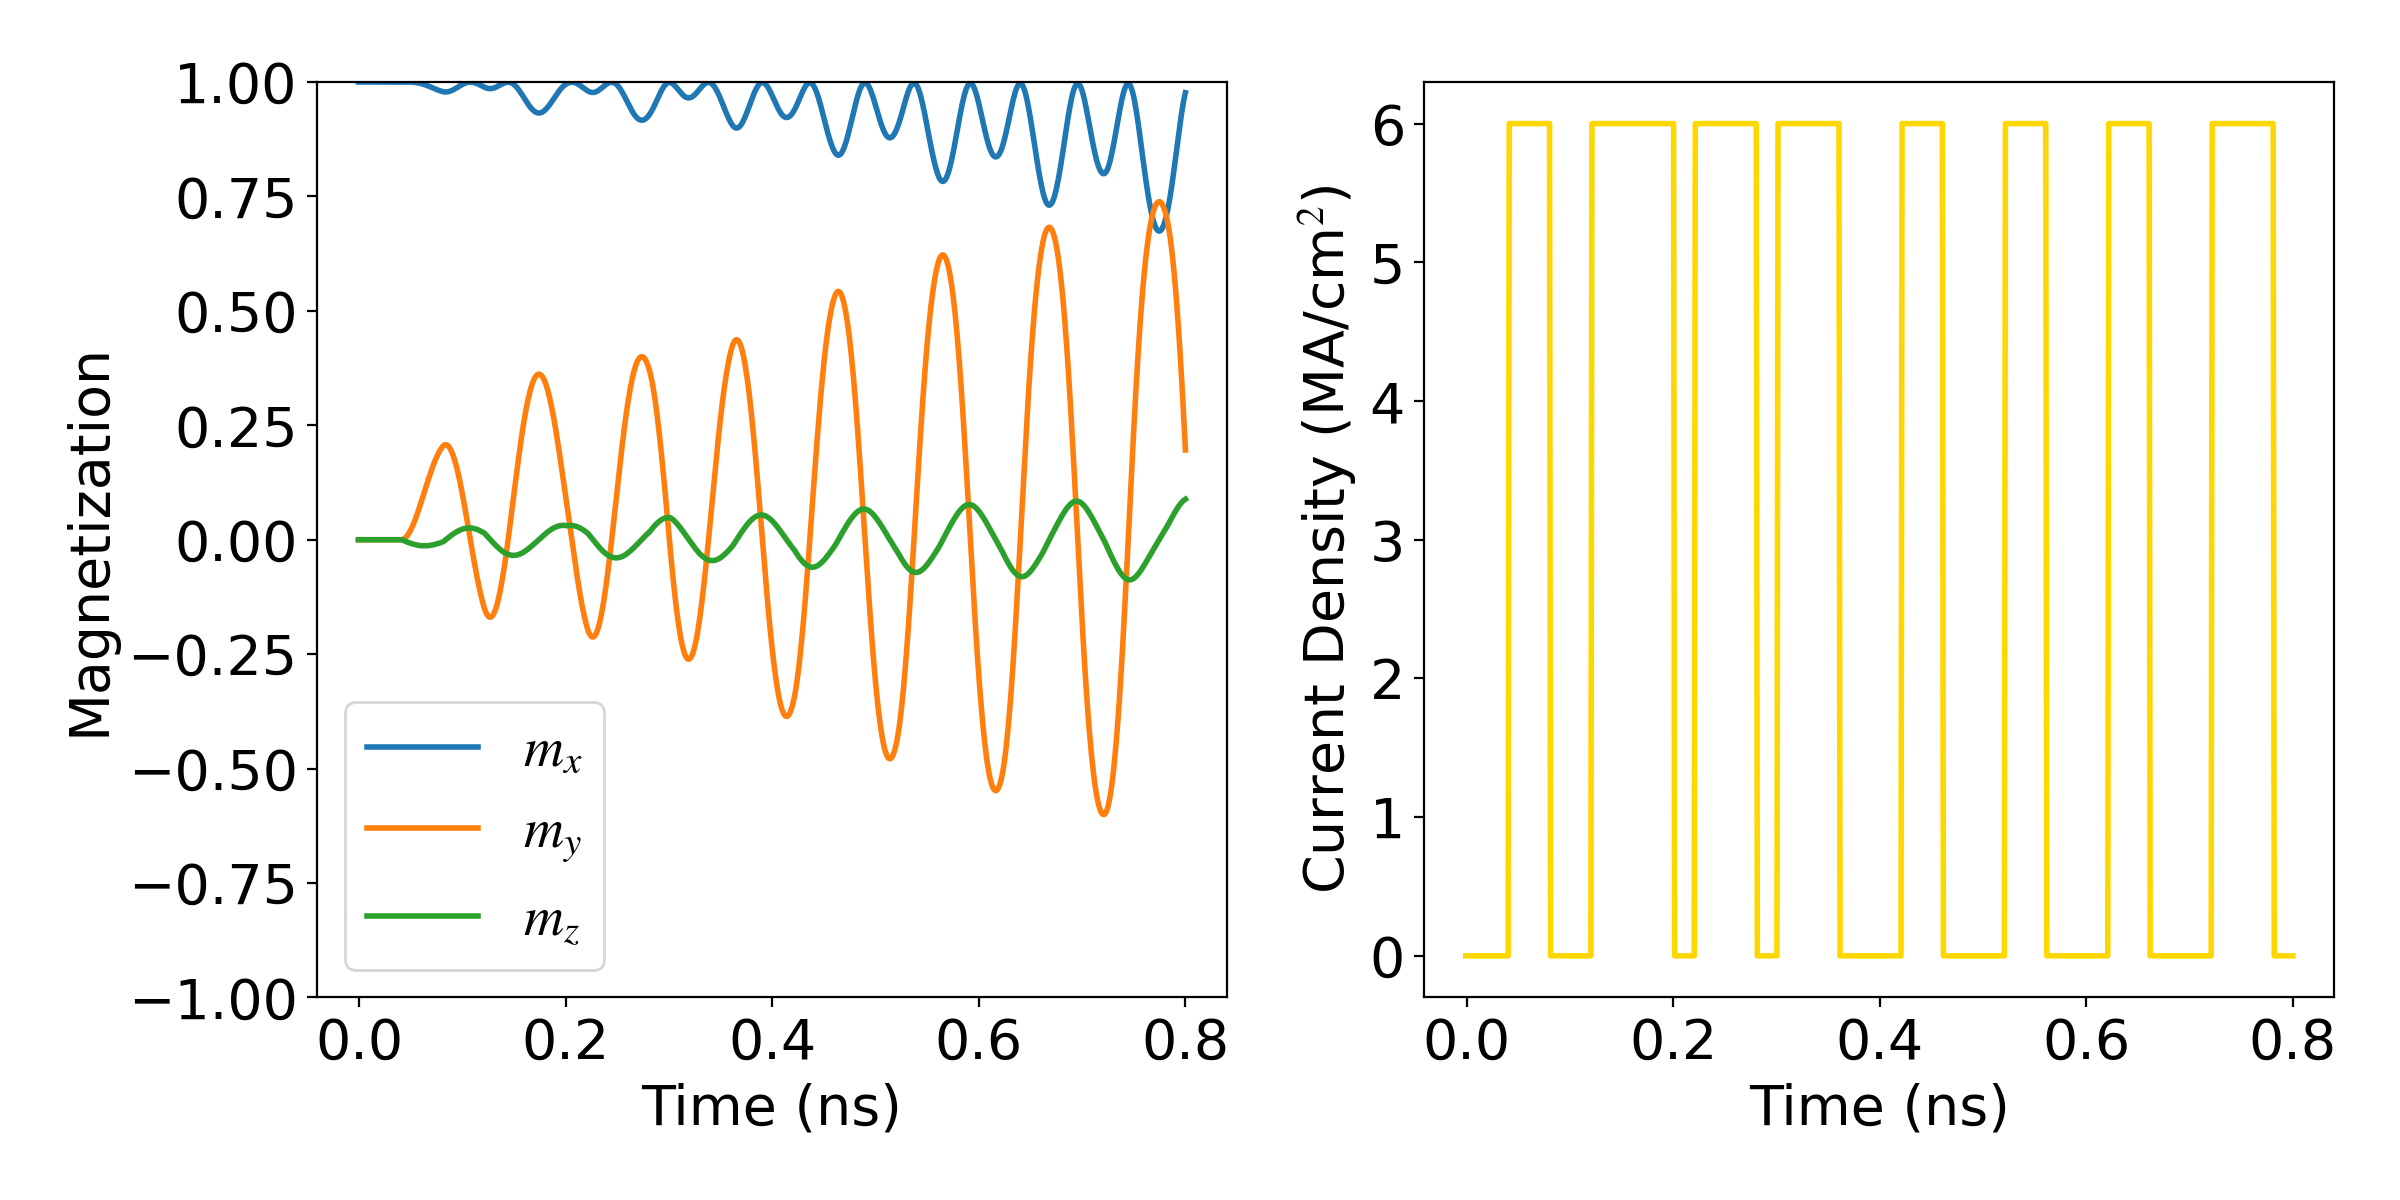 Magnetization
1.00
0.75
0.50
0.25
0.00
−0.25
−0.50
−0.75
−1.00
m_x
m_y
m_z
0.0 0.2 0.4 0.6 0.8
Time (ns)
Current Density (MA/cm²)
6
5
4
3
2
1
0
0.0 0.2 0.4 0.6 0.8
Time (ns)